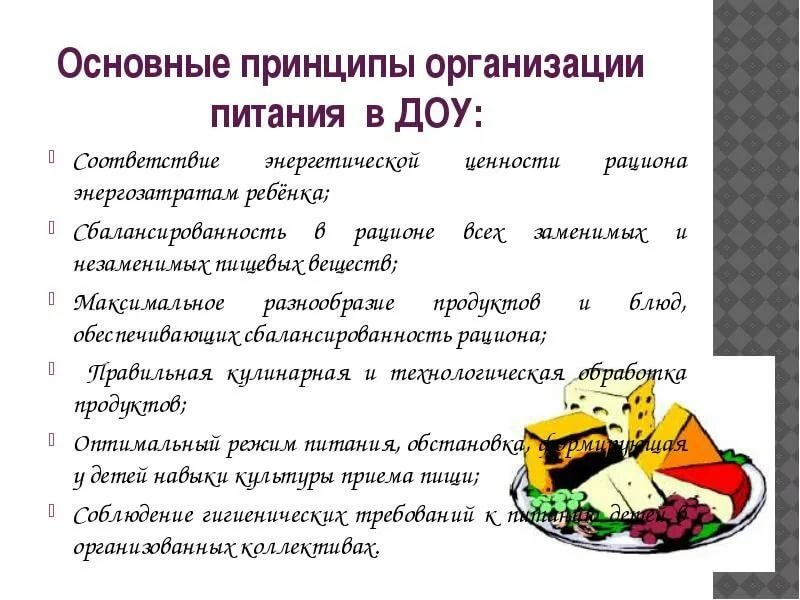 Основные принципы организации
питания в ДОУ:
Соответствие энергетической ценности рациона
энергозатратам ребёнка;
Сбалансированность в рационе всех заменимых и
незаменимых пищевых веществ;
Максимальное разнообразие продуктов и блюд,
обеспечивающих сбалансированность рациона;
Правильная кулинарная и технологическая обработка
продуктов;
Оптимальный режим питания, обстановка, формирующая
у детей навыки культуры приема пищи;
Соблюдение гигиенических требований к питанию детей в
организованных коллективах.